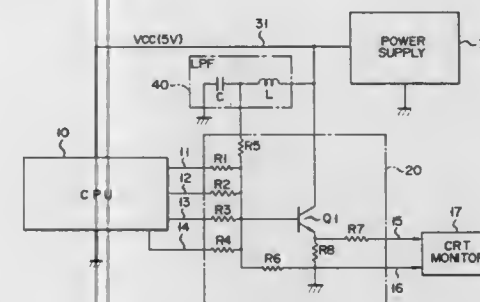 31
VCC(5V)
POWER
SUPPLY
LPF
40
C
L
10
R5
11
R1
20
12
R2
CPU
13
R3
Q1
17
14
R4
R7
15
CRT
MONITOR
R8
R6
16